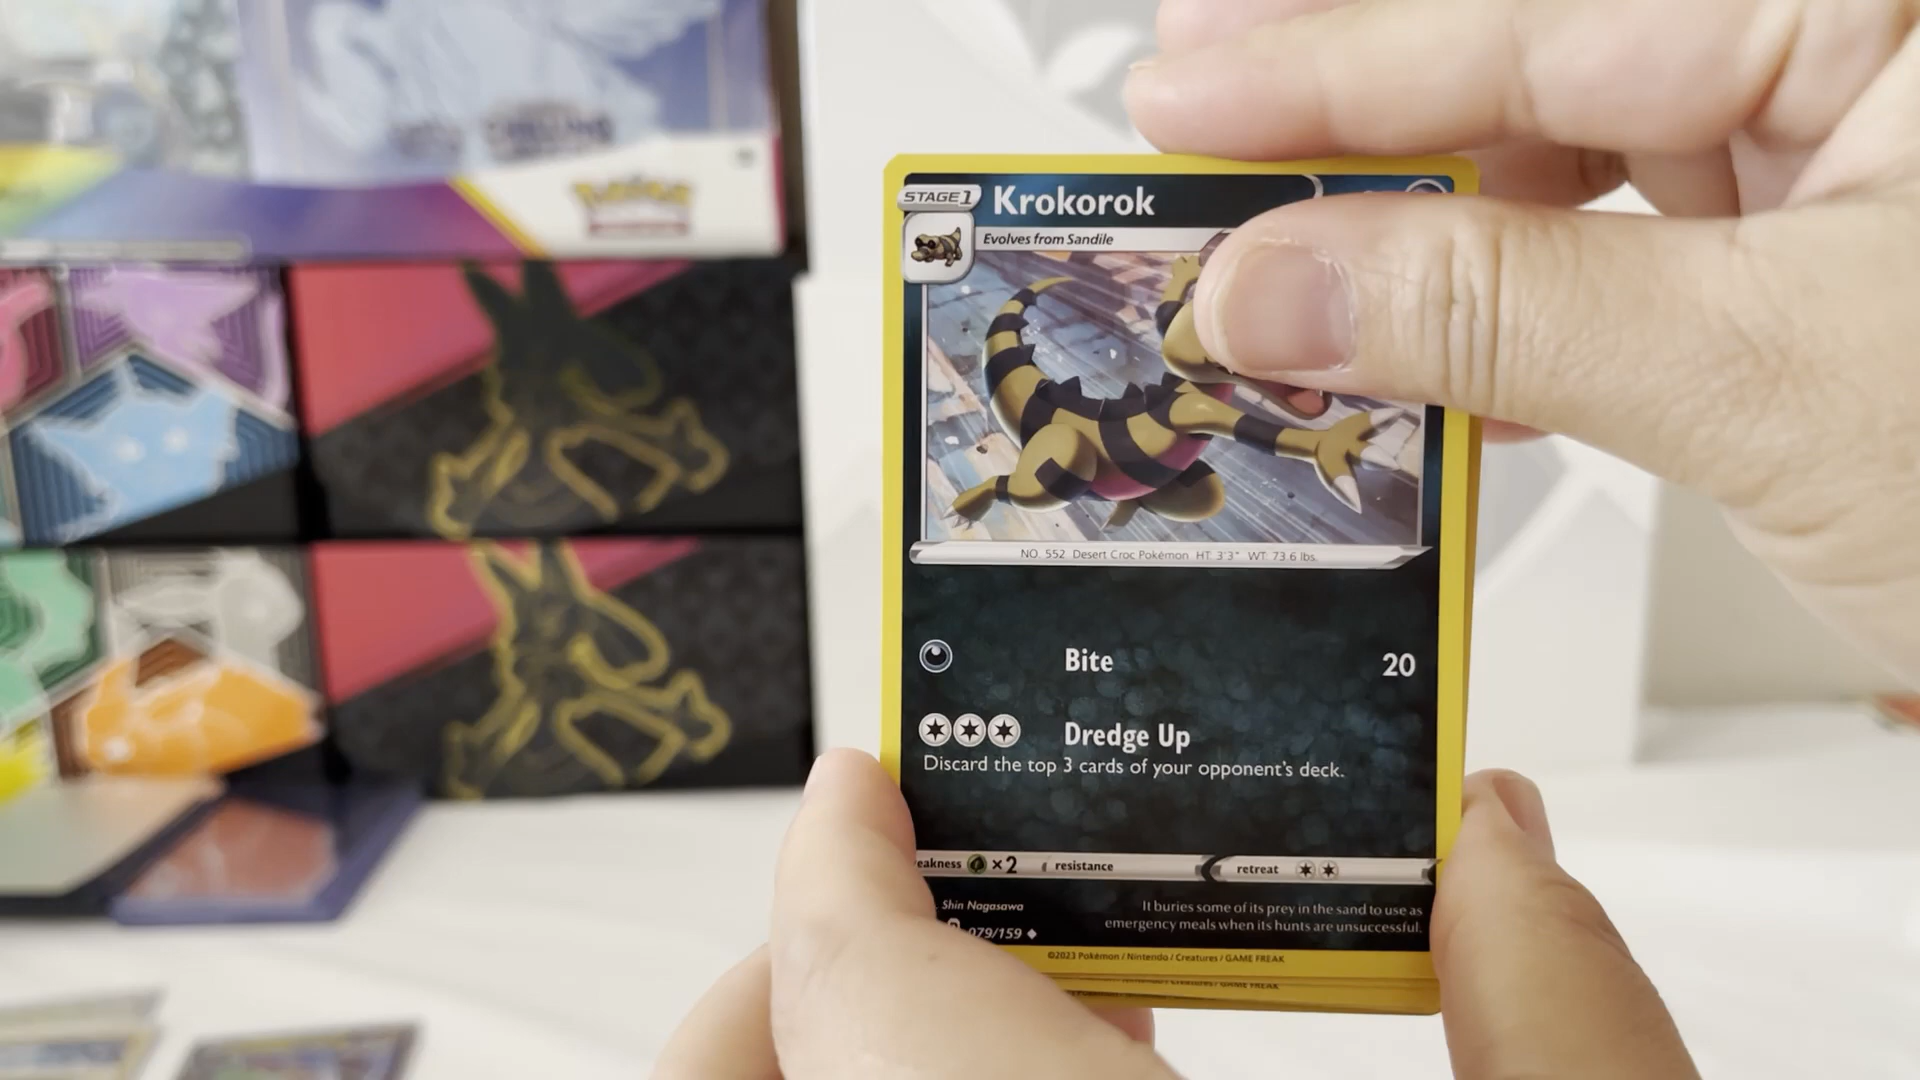 Pokémon
STAGE1
Krokorok
Evolves from Sandile
NO. 552 Desert Croc Pokémon HT: 3'3" WT: 73.6 lbs.
Bite 20
Dredge Up
Discard the top 3 cards of your opponent's deck.
eakness ×2 resistance retreat
. Shin Nagasawa
It buries some of its prey in the sand to use as
emergency meals when its hunts are unsuccessful.
079/159
©2023 Pokémon / Nintendo / Creatures / GAME FREAK